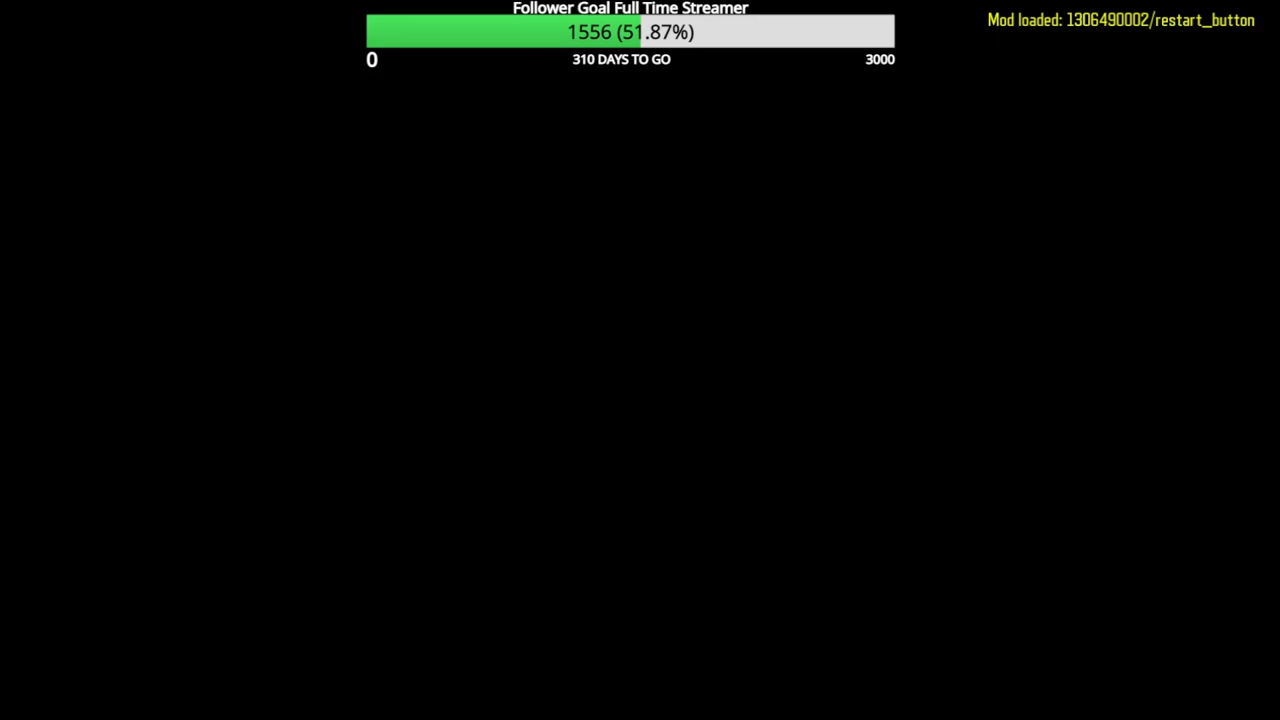 Follower Goal Full Time Streamer
Mod loaded: 1306490002/restart_button
1556 (51.87%)
0
310 DAYS TO GO
3000